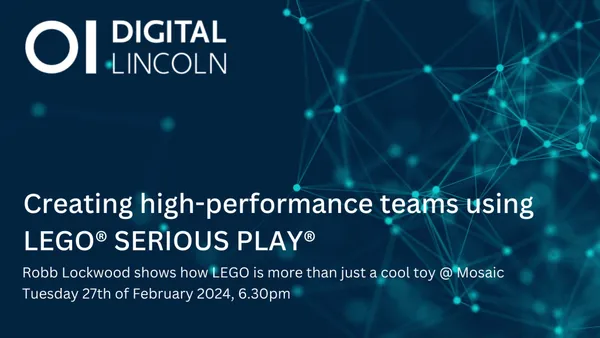 OI DIGITAL
LINCOLN
Creating high-performance teams using
LEGO® SERIOUS PLAY®
Robb Lockwood shows how LEGO is more than just a cool toy @ Mosaic
Tuesday 27th of February 2024, 6.30pm